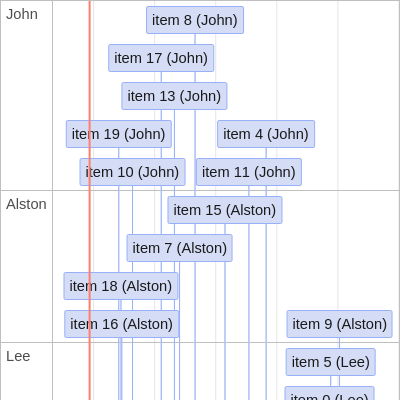 John
item 8 (John)
item 17 (John)
item 13 (John)
item 19 (John)
item 4 (John)
item 10 (John)
item 11 (John)
Alston
item 15 (Alston)
item 7 (Alston)
item 18 (Alston)
item 16 (Alston)
item 9 (Alston)
Lee
item 5 (Lee)
item 0 (Lee)